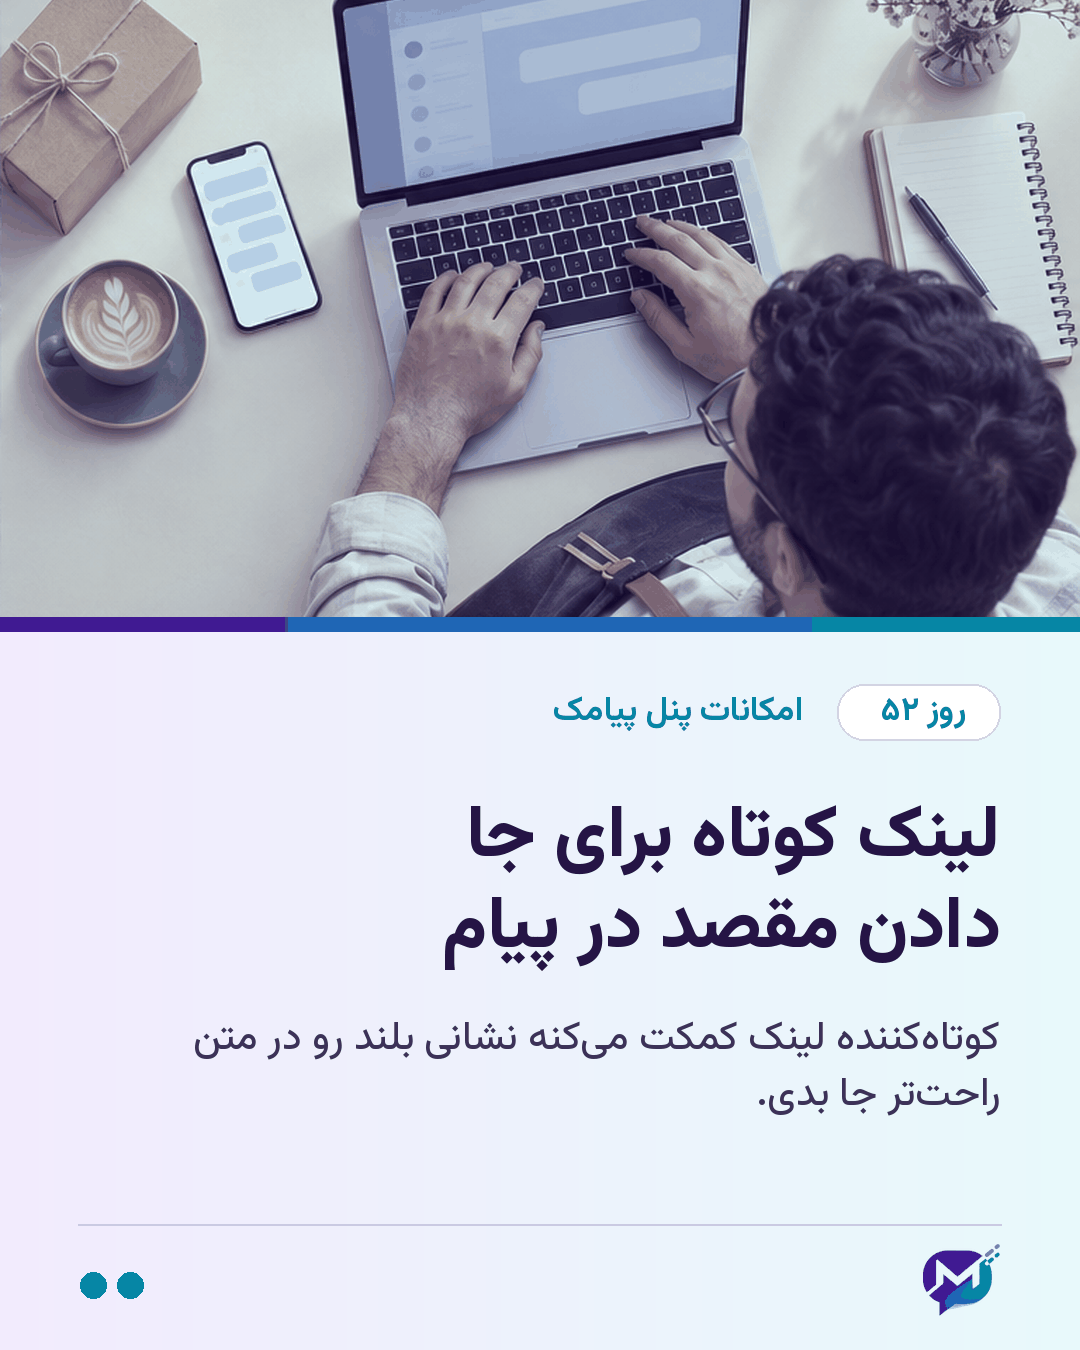 روز ۵۲
امکانات پنل پیامک
لینک کوتاه برای جا
دادن مقصد در پیام
کوتاه‌کننده لینک کمکت می‌کنه نشانی بلند رو در متن
راحت‌تر جا بدی.